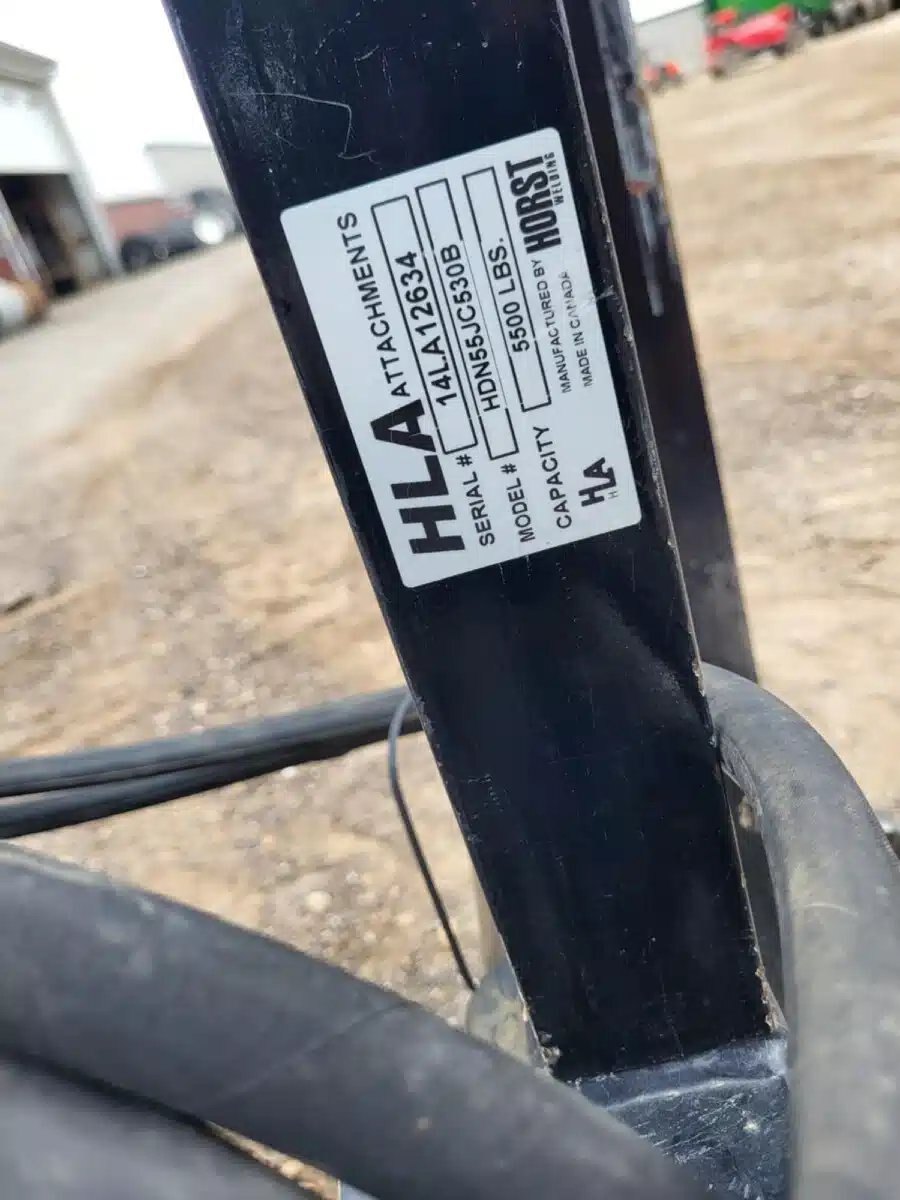 HLA ATTACHMENTS
SERIAL # 14LA12634
MODEL # HDN55JC530B
CAPACITY 5500 LBS.
MANUFACTURED BY HORST WELDING
MADE IN CANADA
HLA